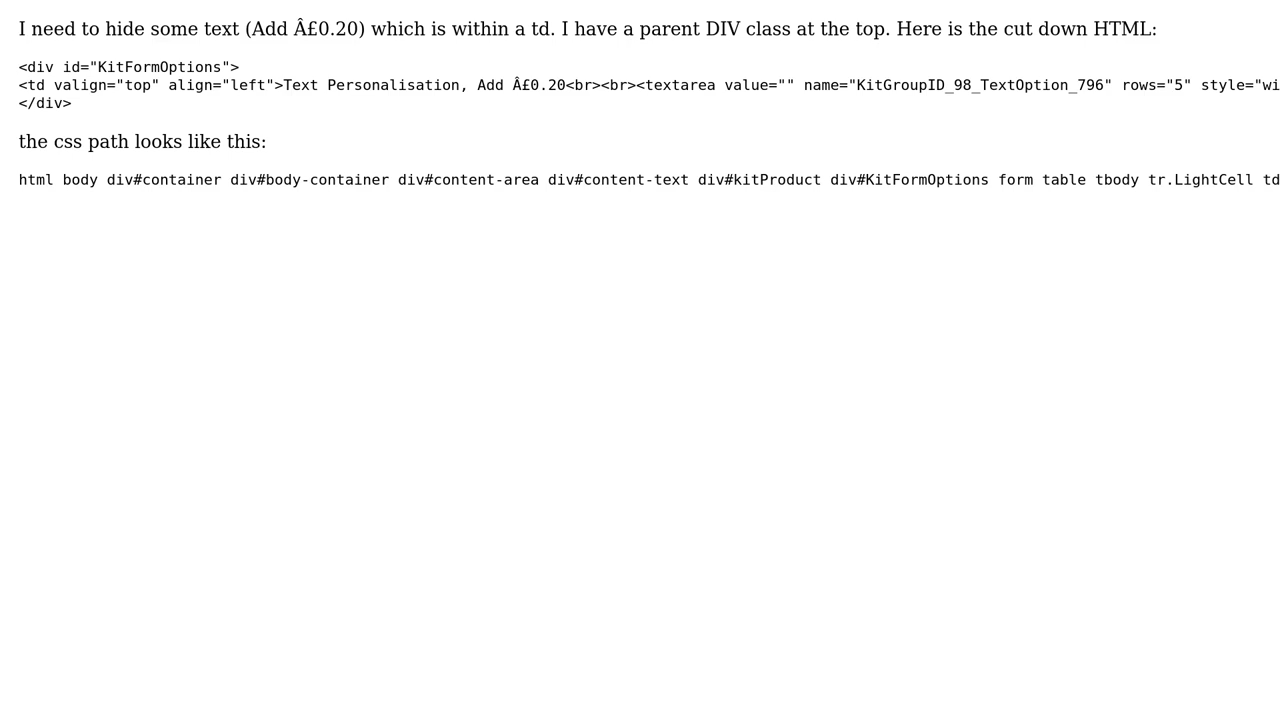 I need to hide some text (Add Â£0.20) which is within a td. I have a parent DIV class at the top. Here is the cut down HTML:
<div id="KitFormOptions">
<td valign="top" align="left">Text Personalisation, Add Â£0.20<br><br><textarea value="" name="KitGroupID_98_TextOption_796" rows="5" style="wi
</div>
the css path looks like this:
html body div#container div#body-container div#content-area div#content-text div#kitProduct div#KitFormOptions form table tbody tr.LightCell td